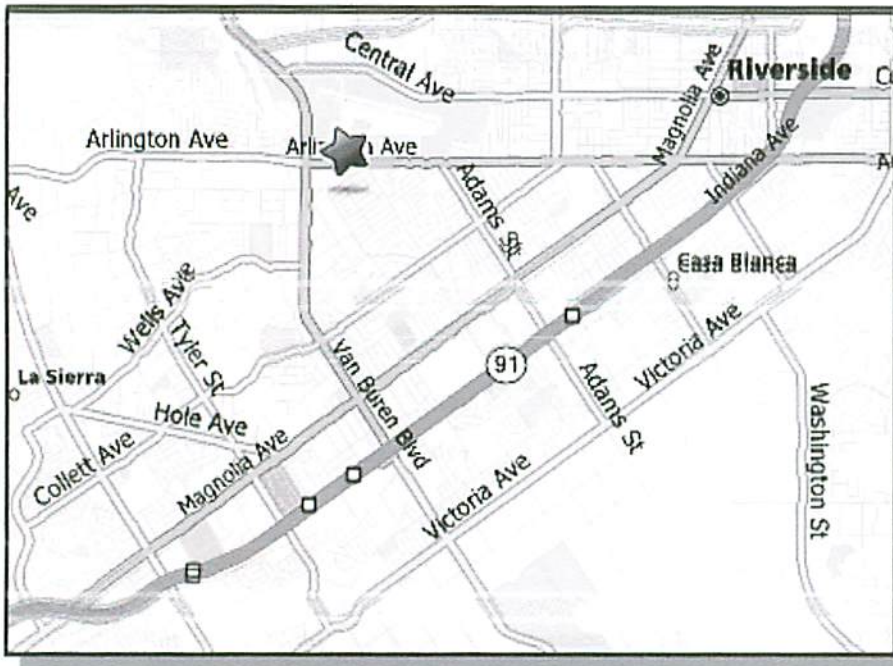 Central Ave
Magnolia Ave
Riverside
Arlington Ave
Ave
Indiana Ave
Adams St
Ave
Casa Blanca
Wells Ave
Tyler St
Van Buren Blvd
91
Victoria Ave
La Sierra
Adams St
Hole Ave
Washington St
Collett Ave
Magnolia Ave
Victoria Ave